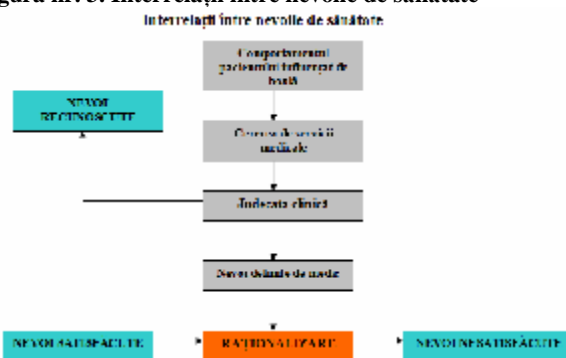 gura nr. 3. Interrelații între nevoile de sănătate
Interrelații între nevoile de sănătate
Comportamentul
pacientului influențat de
boală
NEVOI
RECUNOSCUTE
Cererea de servicii
medicale
Judecata clinică
Nevoi definite de medic
NEVOI SATISFĂCUTE
RAȚIONALIZARE
NEVOI NESATISFĂCUTE